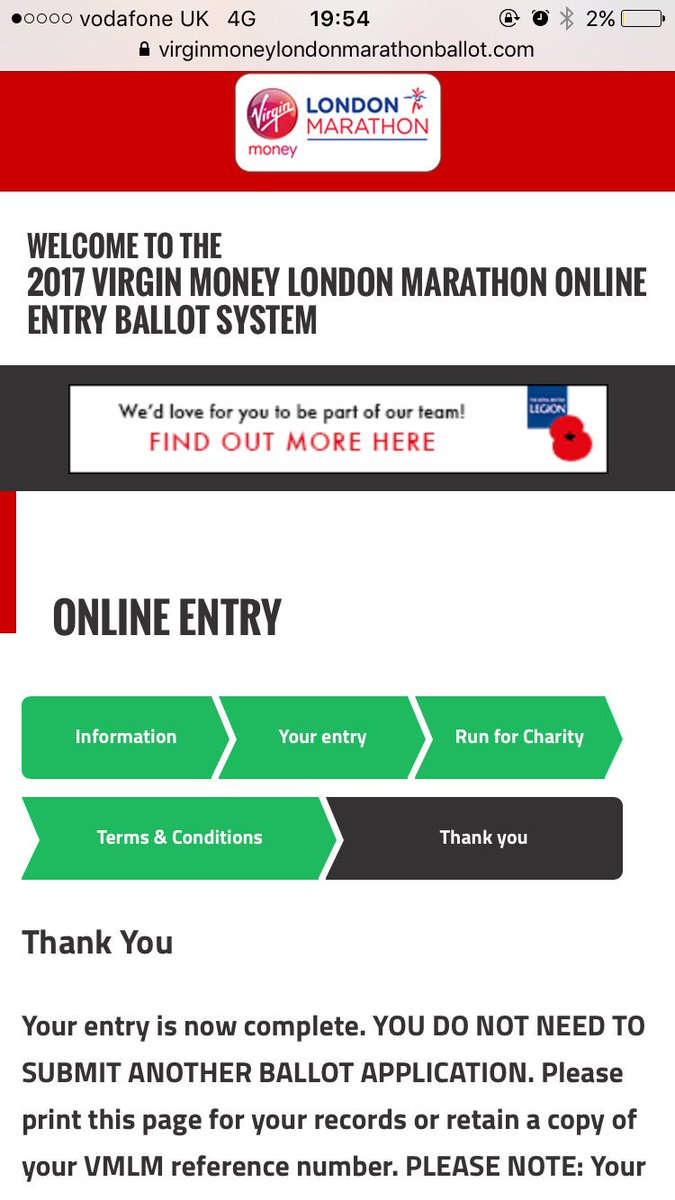 vodafone UK 4G 19:54 2%
virginmoneylondonmarathonballot.com
Virgin money LONDON MARATHON
WELCOME TO THE
2017 VIRGIN MONEY LONDON MARATHON ONLINE
ENTRY BALLOT SYSTEM
We'd love for you to be part of our team!
FIND OUT MORE HERE
THE ROYAL BRITISH
LEGION
ONLINE ENTRY
Information Your entry Run for Charity
Terms & Conditions Thank you
Thank You
Your entry is now complete. YOU DO NOT NEED TO
SUBMIT ANOTHER BALLOT APPLICATION. Please
print this page for your records or retain a copy of
your VMLM reference number. PLEASE NOTE: Your